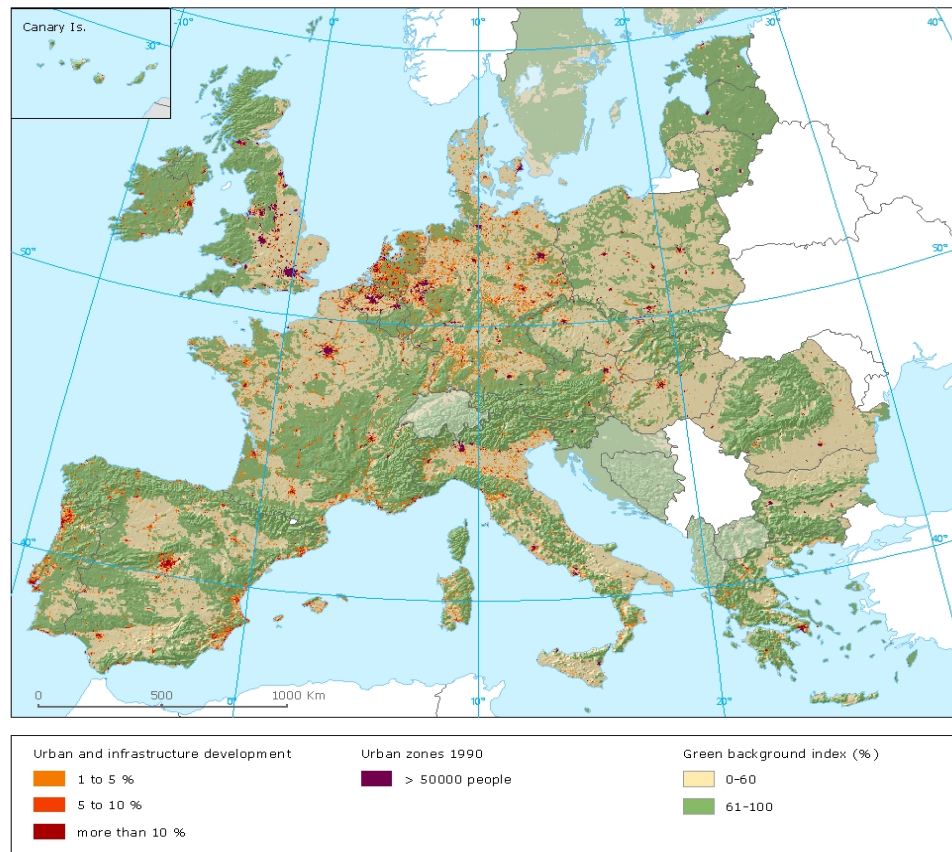 Canary Is.
-10°
0°
10°
20°
30°
40°
30°
50°
50°
40°
40°
0
500
1000 Km
0°
10°
20°
Urban and infrastructure development
1 to 5 %
5 to 10 %
more than 10 %
Urban zones 1990
> 50000 people
Green background index (%)
0-60
61-100